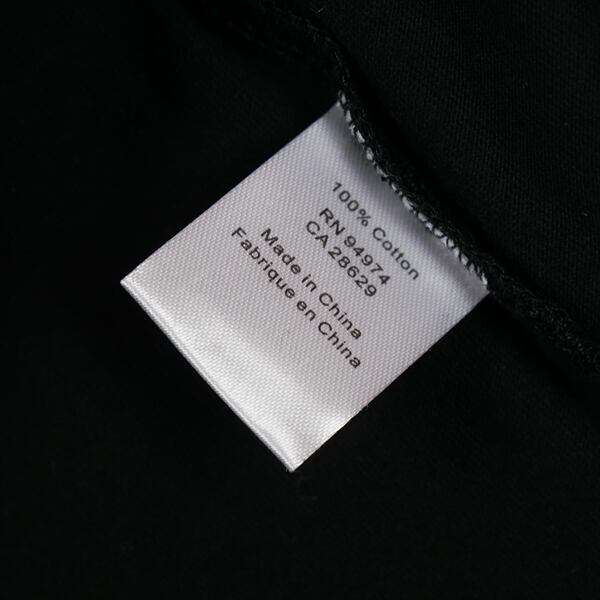 100% Cotton
RN 94974
CA 28629
Made in China
Fabrique en China